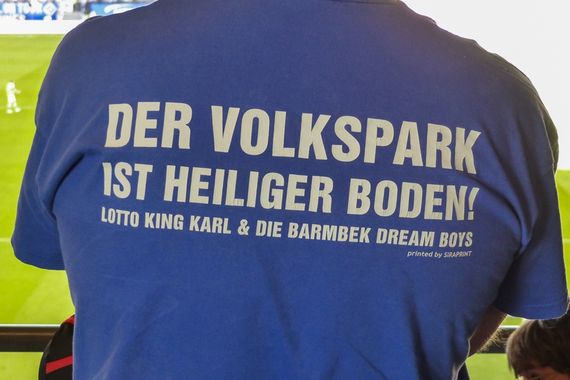 DER VOLKSPARK
IST HEILIGER BODEN!
LOTTO KING KARL & DIE BARMBEK DREAM BOYS
printed by SIRAPRINT